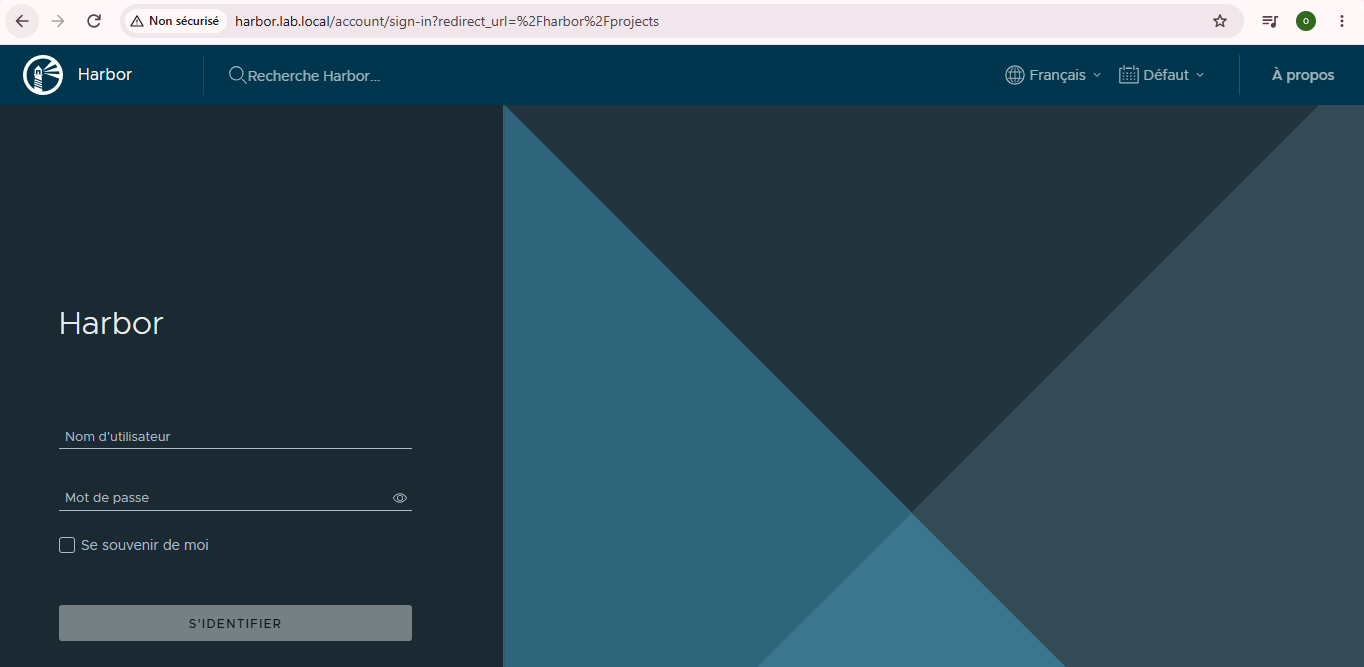 Non sécurisé harbor.lab.local/account/sign-in?redirect_url=%2Fharbor%2Fprojects o
Harbor Recherche Harbor... Français Défaut À propos
Harbor
Nom d'utilisateur
Mot de passe
Se souvenir de moi
S'IDENTIFIER